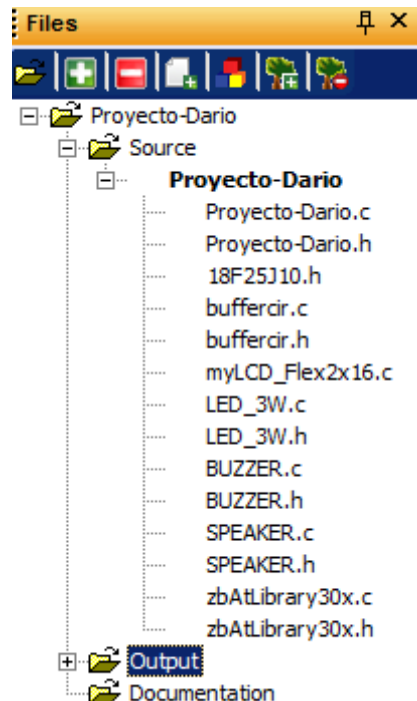 Files
Proyecto-Dario
Source
Proyecto-Dario
Proyecto-Dario.c
Proyecto-Dario.h
18F25J10.h
buffercir.c
buffercir.h
myLCD_Flex2x16.c
LED_3W.c
LED_3W.h
BUZZER.c
BUZZER.h
SPEAKER.c
SPEAKER.h
zbAtLibrary30x.c
zbAtLibrary30x.h
Output
Documentation